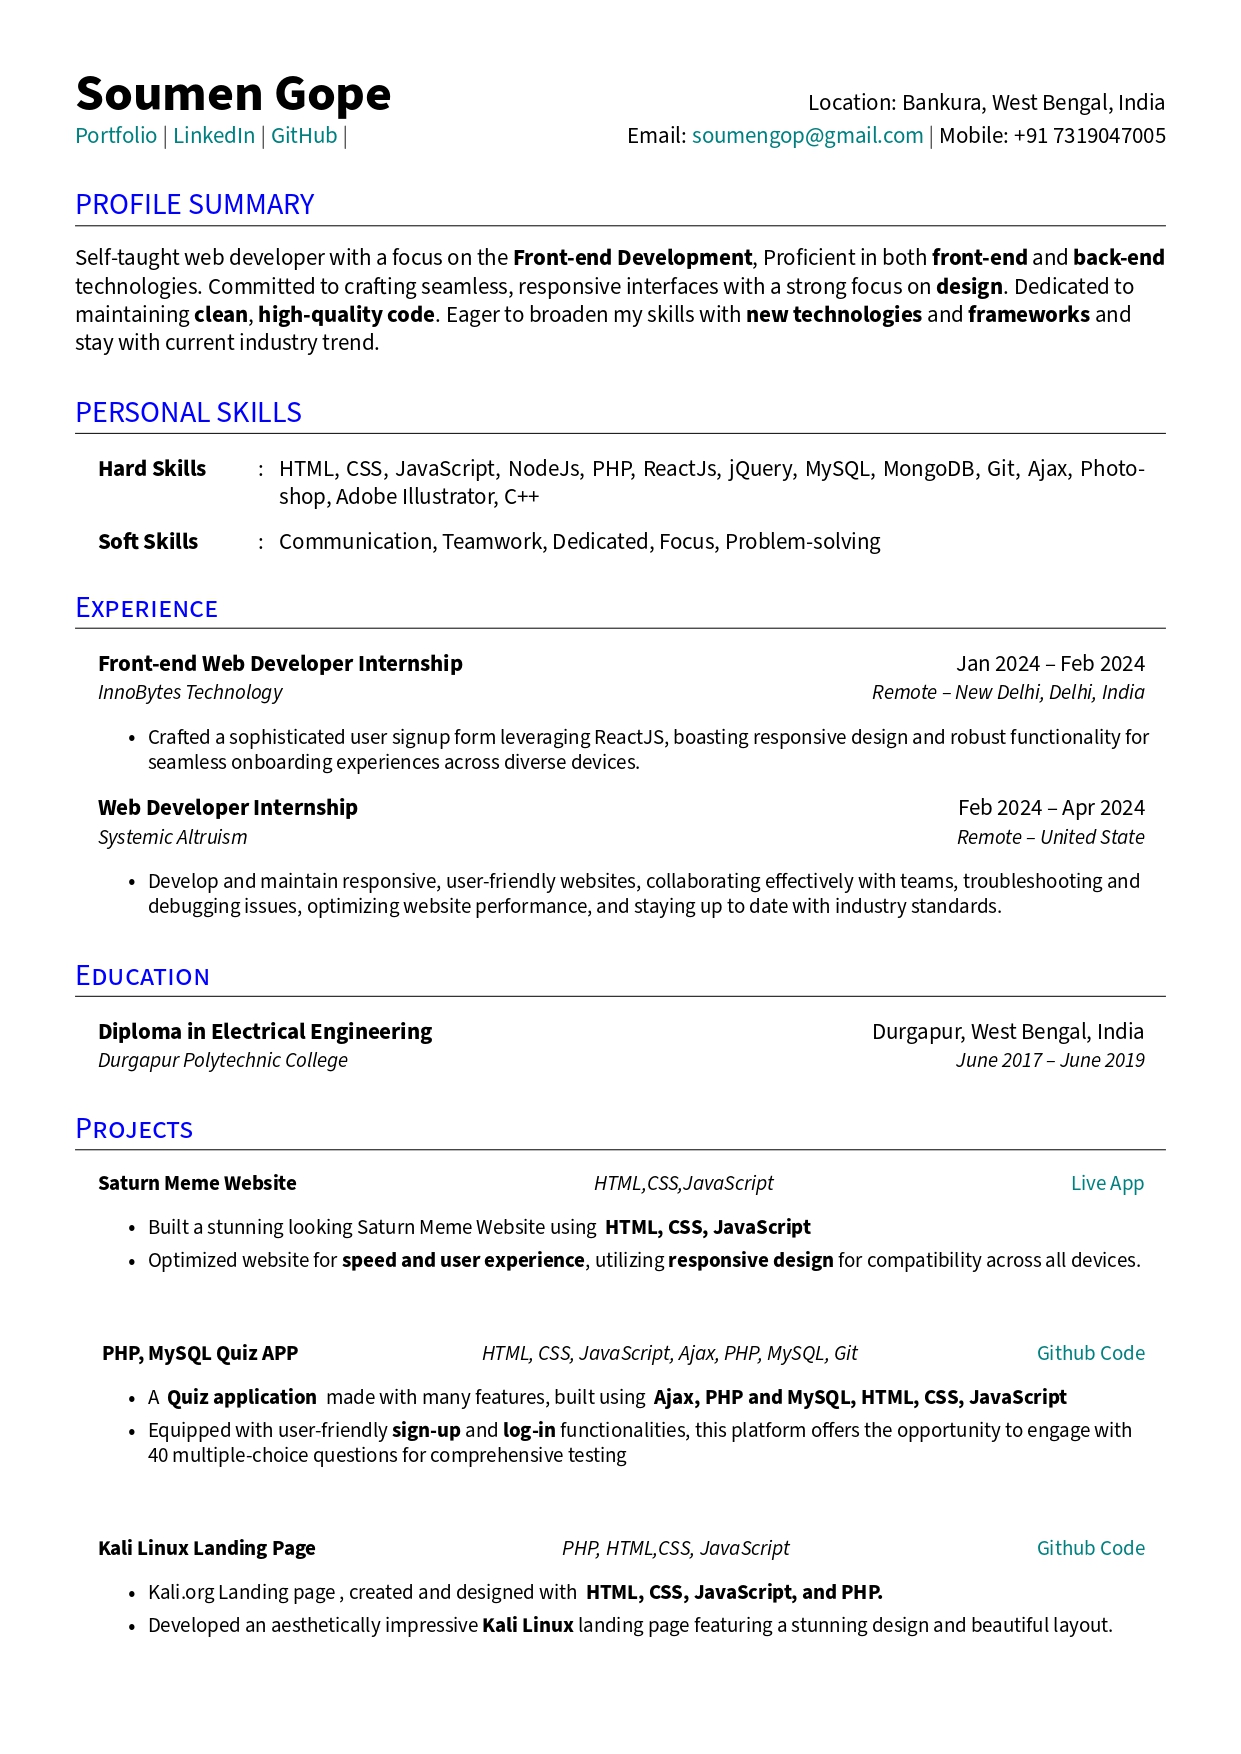 Soumen Gope
Location: Bankura, West Bengal, India
Portfolio | LinkedIn | GitHub |
Email: soumengop@gmail.com | Mobile: +91 7319047005
PROFILE SUMMARY
Self-taught web developer with a focus on the Front-end Development, Proficient in both front-end and back-end
technologies. Committed to crafting seamless, responsive interfaces with a strong focus on design. Dedicated to
maintaining clean, high-quality code. Eager to broaden my skills with new technologies and frameworks and
stay with current industry trend.
PERSONAL SKILLS
Hard Skills : HTML, CSS, JavaScript, NodeJs, PHP, ReactJs, jQuery, MySQL, MongoDB, Git, Ajax, Photo-
shop, Adobe Illustrator, C++
Soft Skills : Communication, Teamwork, Dedicated, Focus, Problem-solving
EXPERIENCE
Front-end Web Developer Internship Jan 2024 – Feb 2024
InnoBytes Technology Remote – New Delhi, Delhi, India
• Crafted a sophisticated user signup form leveraging ReactJS, boasting responsive design and robust functionality for
seamless onboarding experiences across diverse devices.
Web Developer Internship Feb 2024 – Apr 2024
Systemic Altruism Remote – United State
• Develop and maintain responsive, user-friendly websites, collaborating effectively with teams, troubleshooting and
debugging issues, optimizing website performance, and staying up to date with industry standards.
EDUCATION
Diploma in Electrical Engineering Durgapur, West Bengal, India
Durgapur Polytechnic College June 2017 – June 2019
PROJECTS
Saturn Meme Website HTML,CSS,JavaScript Live App
• Built a stunning looking Saturn Meme Website using HTML, CSS, JavaScript
• Optimized website for speed and user experience, utilizing responsive design for compatibility across all devices.
PHP, MySQL Quiz APP HTML, CSS, JavaScript, Ajax, PHP, MySQL, Git Github Code
• A Quiz application made with many features, built using Ajax, PHP and MySQL, HTML, CSS, JavaScript
• Equipped with user-friendly sign-up and log-in functionalities, this platform offers the opportunity to engage with
40 multiple-choice questions for comprehensive testing
Kali Linux Landing Page PHP, HTML,CSS, JavaScript Github Code
• Kali.org Landing page , created and designed with HTML, CSS, JavaScript, and PHP.
• Developed an aesthetically impressive Kali Linux landing page featuring a stunning design and beautiful layout.